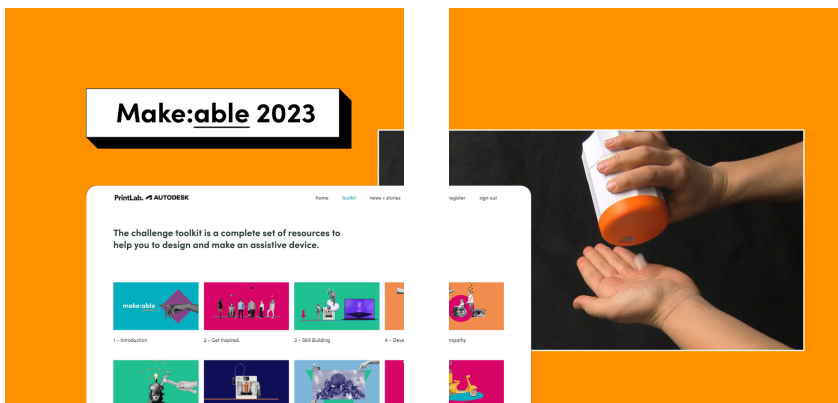 Make:able 2023
PrintLab. AUTODESK
home toolkit news + stories
register sign out
The challenge toolkit is a complete set of resources to
help you to design and make an assistive device.
make:able
1 - Introduction
2 - Get Inspired.
3 - Skill Building
4 - Deve
mpathy